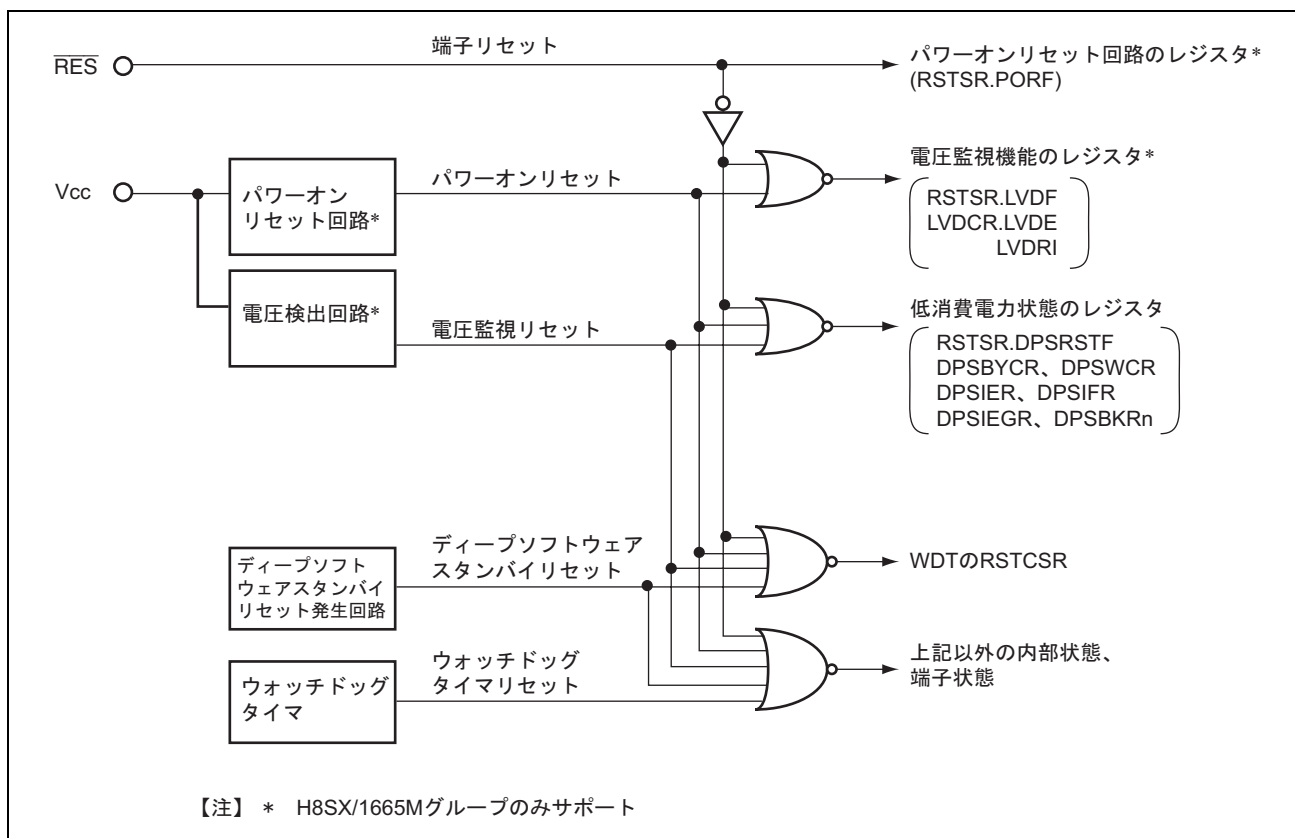 端子リセット
RES
パワーオンリセット回路のレジスタ*
(RSTSR.PORF)
Vcc
パワーオン
リセット回路*
パワーオンリセット
電圧監視機能のレジスタ*
RSTSR.LVDF
LVDCR.LVDE
LVDRI
電圧検出回路*
電圧監視リセット
低消費電力状態のレジスタ
RSTSR.DPSRSTF
DPSBYCR、DPSWCR
DPSIER、DPSIFR
DPSIEGR、DPSBKRn
ディープソフト
ウェアスタンバイ
リセット発生回路
ディープソフトウェア
スタンバイリセット
WDTのRSTCSR
ウォッチドッグ
タイマ
ウォッチドッグ
タイマリセット
上記以外の内部状態、
端子状態
【注】 * H8SX/1665Mグループのみサポート